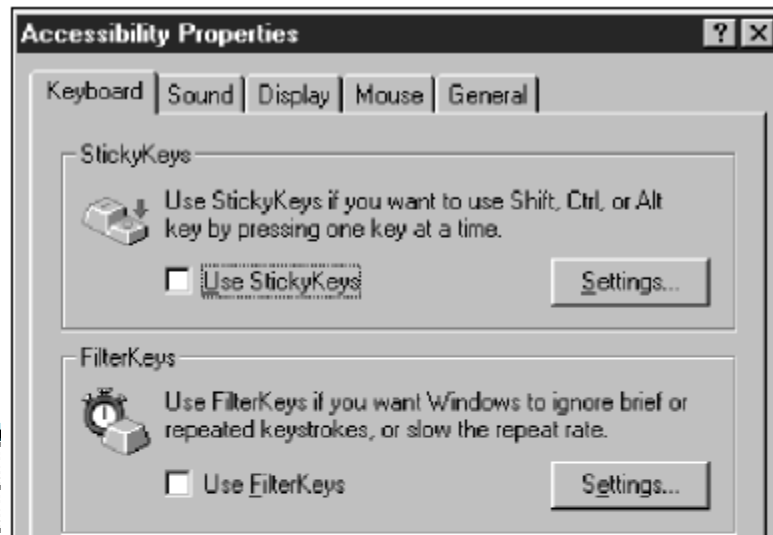 Accessibility Properties
Keyboard Sound Display Mouse General
StickyKeys
Use StickyKeys if you want to use Shift, Ctrl, or Alt
key by pressing one key at a time.
Use StickyKeys
Settings...
FilterKeys
Use FilterKeys if you want Windows to ignore brief or
repeated keystrokes, or slow the repeat rate.
Use FilterKeys
Settings...